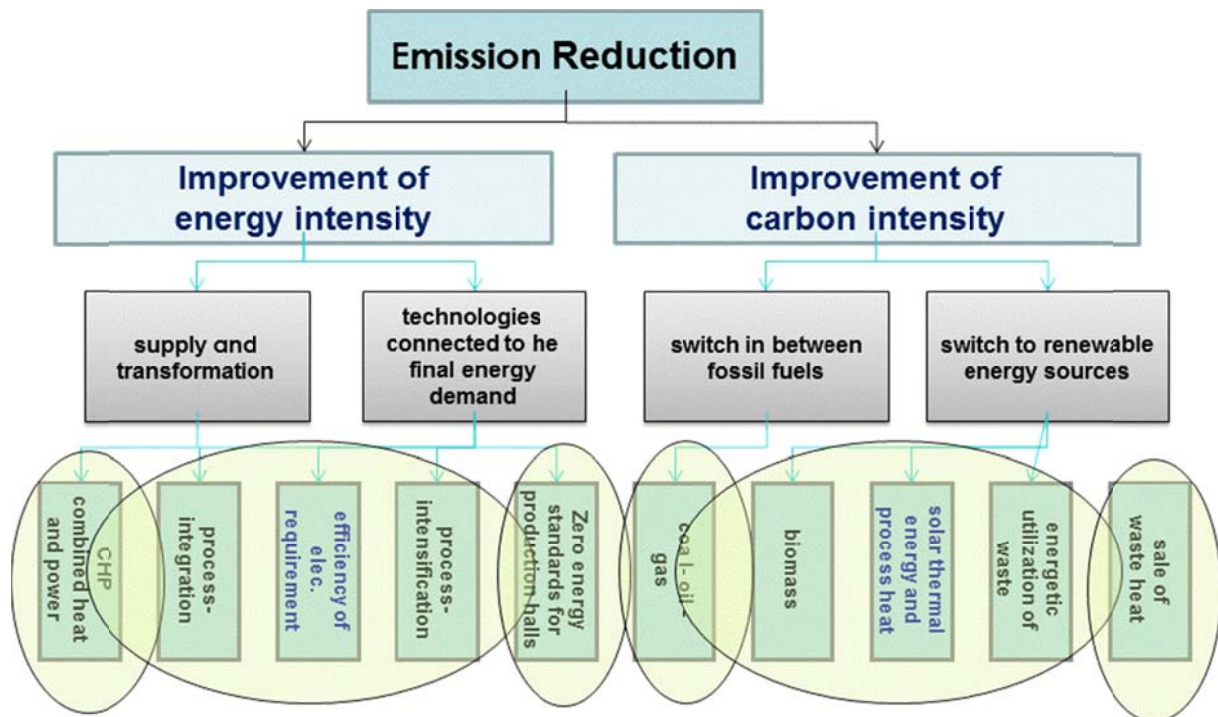 Emission Reduction
Improvement of
energy intensity
Improvement of
carbon intensity
supply and
transformation
technologies
connected to he
final energy
demand
switch in between
fossil fuels
switch to renewable
energy sources
CHP
combined heat
and power
process-
integration
efficiency of
elec.
requirement
process-
intensification
Zero energy
standards for
production halls
coal- oil –
gas
biomass
solar thermal
energy and
process heat
energetic
utilization of
waste
sale of
waste heat